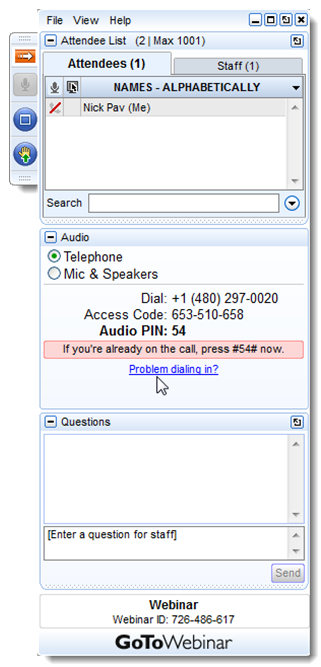 File View Help
Attendee List (2 | Max 1001)
Attendees (1)
Staff (1)
NAMES - ALPHABETICALLY
Nick Pav (Me)
Search
Audio
Telephone
Mic & Speakers
Dial: +1 (480) 297-0020
Access Code: 653-510-658
Audio PIN: 54
If you're already on the call, press #54# now.
Problem dialing in?
Questions
[Enter a question for staff]
Send
Webinar
Webinar ID: 726-486-617
GoToWebinar